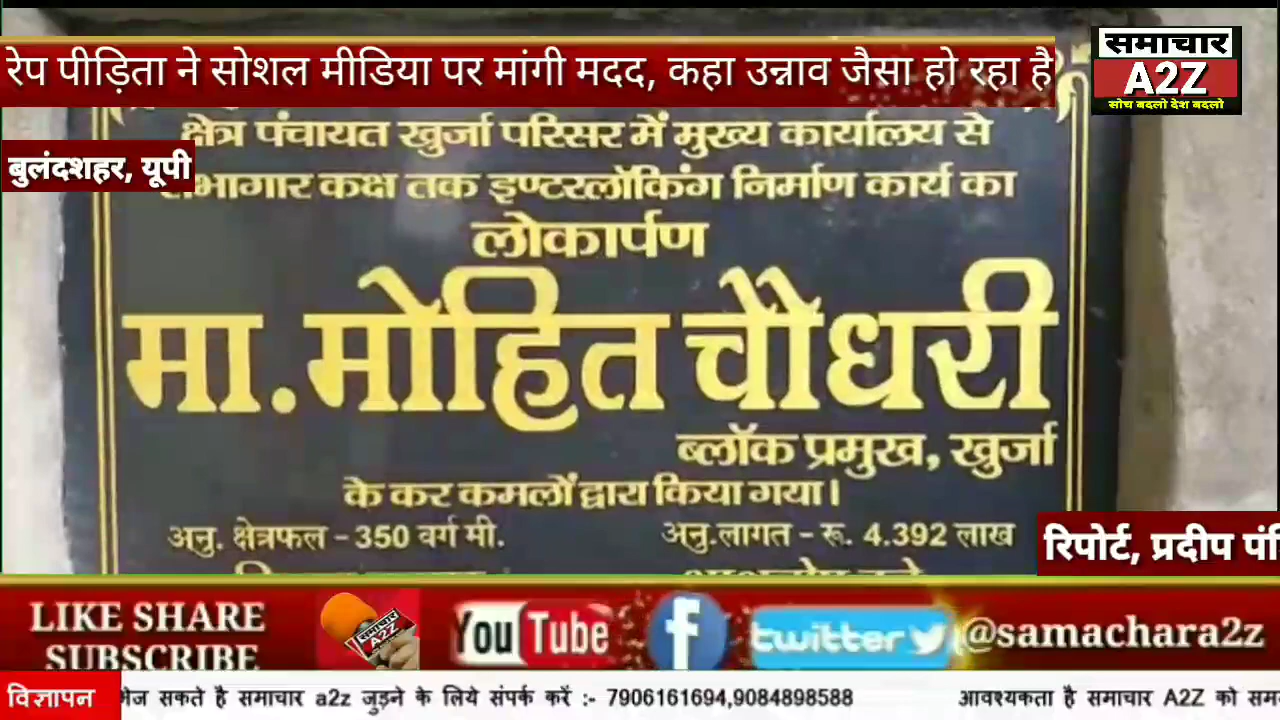 रेप पीड़िता ने सोशल मीडिया पर मांगी मदद, कहा उन्नाव जैसा हो रहा है
समाचार
A2Z
सोच बदलो देश बदलो
क्षेत्र पंचायत खुर्जा परिसर में मुख्य कार्यालय से
बुलंदशहर, यूपी
कक्ष तक इण्टरलॉकिंग निर्माण कार्य का
लोकार्पण
मा. मोहित चौधरी
ब्लॉक प्रमुख, खुर्जा
के कर कमलों द्वारा किया गया।
अनु. क्षेत्रफल - 350 वर्ग मी.
अनु.लागत - रू. 4.392 लाख
रिपोर्ट, प्रदीप
LIKE SHARE
SUBSCRIBE
समाचार
A2Z
YouTube
f
twitter
@samachara2z
विज्ञापन
सकते है समाचार a2z जुड़ने के लिये संपर्क करें :- 7906161694,9084898588
आवश्यकता है समाचार A2Z को